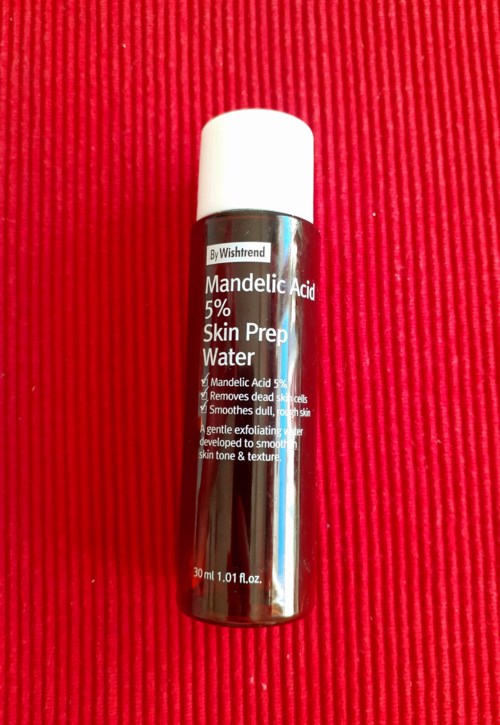 By Wishtrend
Mandelic Acid
5%
Skin Prep
Water
Mandelic Acid 5%
Removes dead skin cells
Smoothes dull, rough skin
A gentle exfoliating water
developed to smooth
skin tone & texture.
30 ml 1.01 fl.oz.